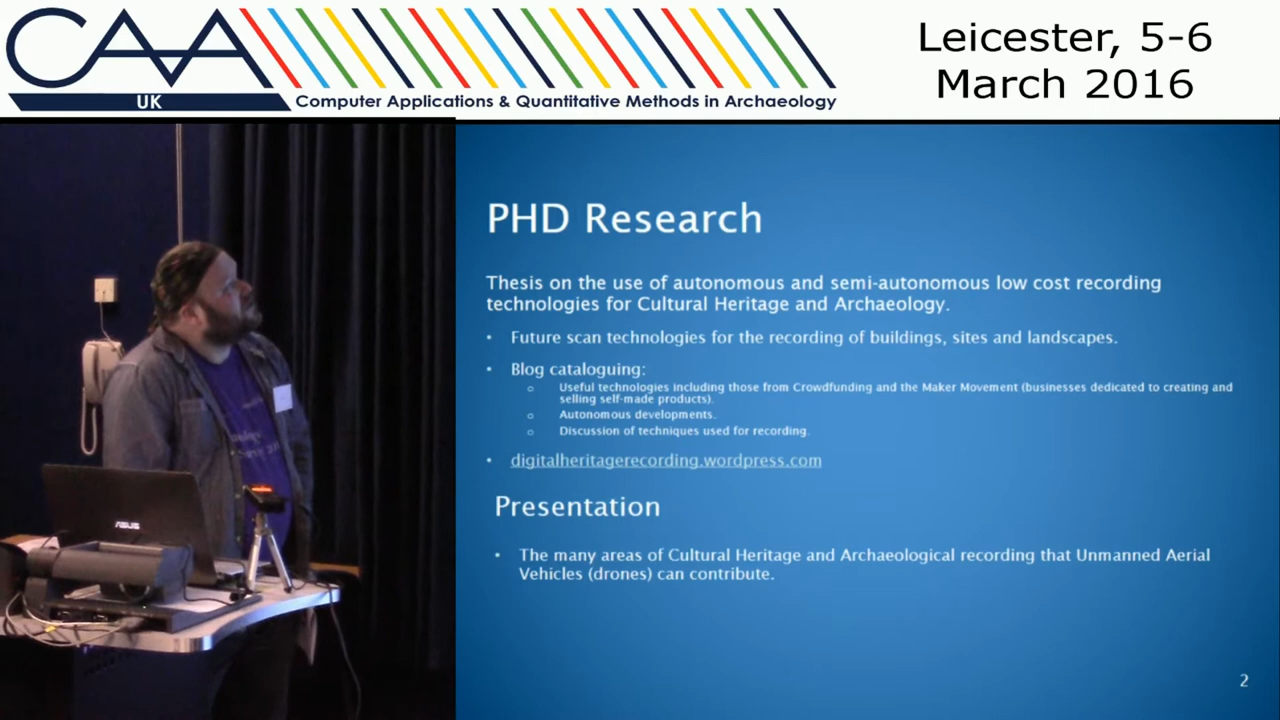 CAA
UK
Computer Applications & Quantitative Methods in Archaeology
Leicester, 5-6
March 2016
PHD Research
Thesis on the use of autonomous and semi-autonomous low cost recording
technologies for Cultural Heritage and Archaeology.
• Future scan technologies for the recording of buildings, sites and landscapes.
• Blog cataloguing:
o Useful technologies including those from Crowdfunding and the Maker Movement (businesses dedicated to creating and
selling self-made products).
o Autonomous developments.
o Discussion of techniques used for recording.
• digitalheritagerecording.wordpress.com
Presentation
• The many areas of Cultural Heritage and Archaeological recording that Unmanned Aerial
Vehicles (drones) can contribute.
2
ASUS